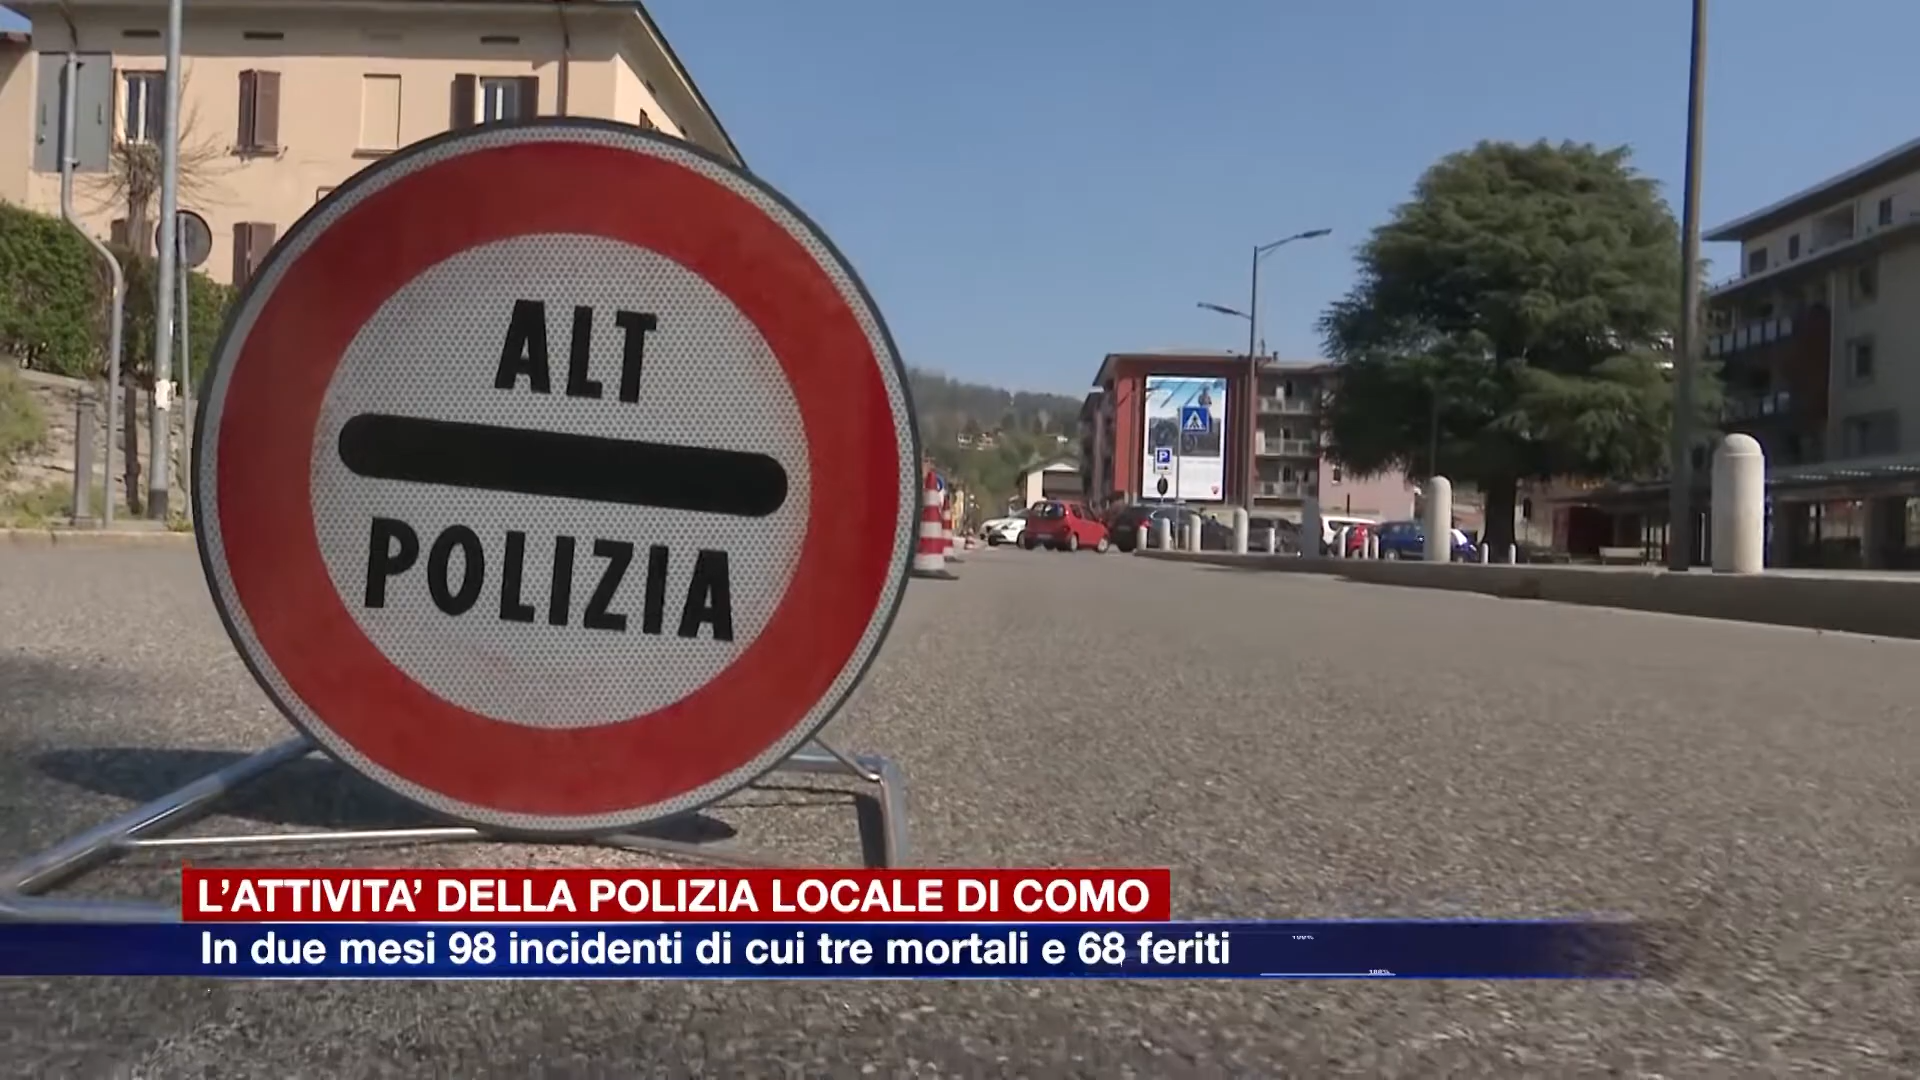 ALT
POLIZIA
P
L'ATTIVITA' DELLA POLIZIA LOCALE DI COMO
In due mesi 98 incidenti di cui tre mortali e 68 feriti